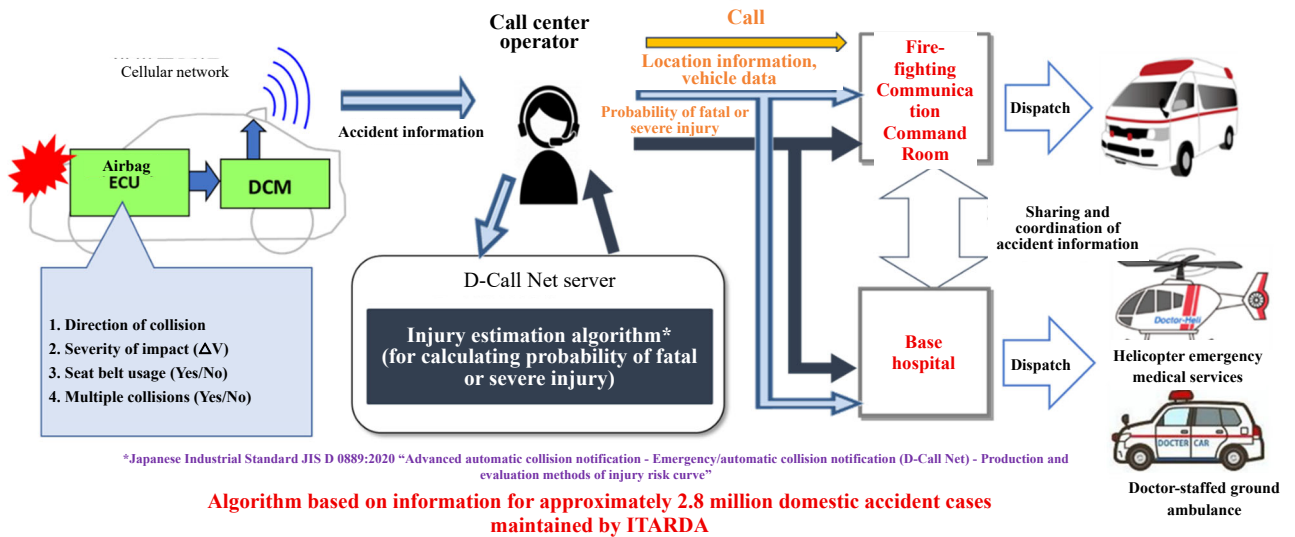 Call center
operator
Call
Cellular network
Location information,
vehicle data
Accident information
Probability of fatal or
severe injury
Fire-
fighting
Communica
tion
Command
Room
Dispatch
Airbag
ECU
DCM
Sharing and
coordination of
accident information
D-Call Net server
Injury estimation algorithm*
(for calculating probability of fatal
or severe injury)
1. Direction of collision
2. Severity of impact (△V)
3. Seat belt usage (Yes/No)
4. Multiple collisions (Yes/No)
Base
hospital
Dispatch
Doctor-Heli
Helicopter emergency
medical services
DOCTER CAR
Doctor-staffed ground
ambulance
*Japanese Industrial Standard JIS D 0889:2020 “Advanced automatic collision notification - Emergency/automatic collision notification (D-Call Net) - Production and
evaluation methods of injury risk curve”
Algorithm based on information for approximately 2.8 million domestic accident cases
maintained by ITARDA